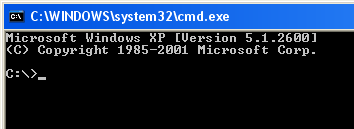 C:\WINDOWS\system32\cmd.exe
Microsoft Windows XP [Version 5.1.2600]
(C) Copyright 1985-2001 Microsoft Corp.
C:\>_